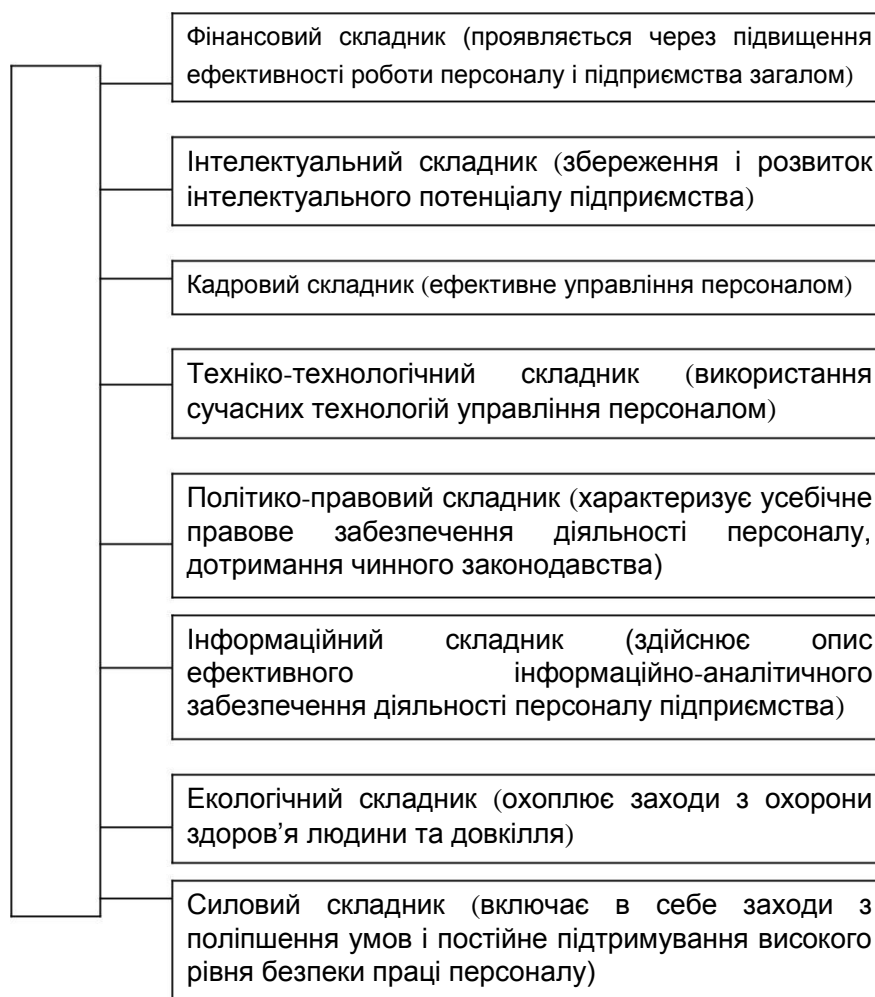 Фінансовий складник (проявляється через підвищення
ефективності роботи персоналу і підприємства загалом)
Інтелектуальний складник (збереження і розвиток
інтелектуального потенціалу підприємства)
Кадровий складник (ефективне управління персоналом)
Техніко-технологічний складник (використання
сучасних технологій управління персоналом)
Політико-правовий складник (характеризує усебічне
правове забезпечення діяльності персоналу,
дотримання чинного законодавства)
Інформаційний складник (здійснює опис
ефективного інформаційно-аналітичного
забезпечення діяльності персоналу підприємства)
Екологічний складник (охоплює заходи з охорони
здоров’я людини та довкілля)
Силовий складник (включає в себе заходи з
поліпшення умов і постійне підтримування високого
рівня безпеки праці персоналу)